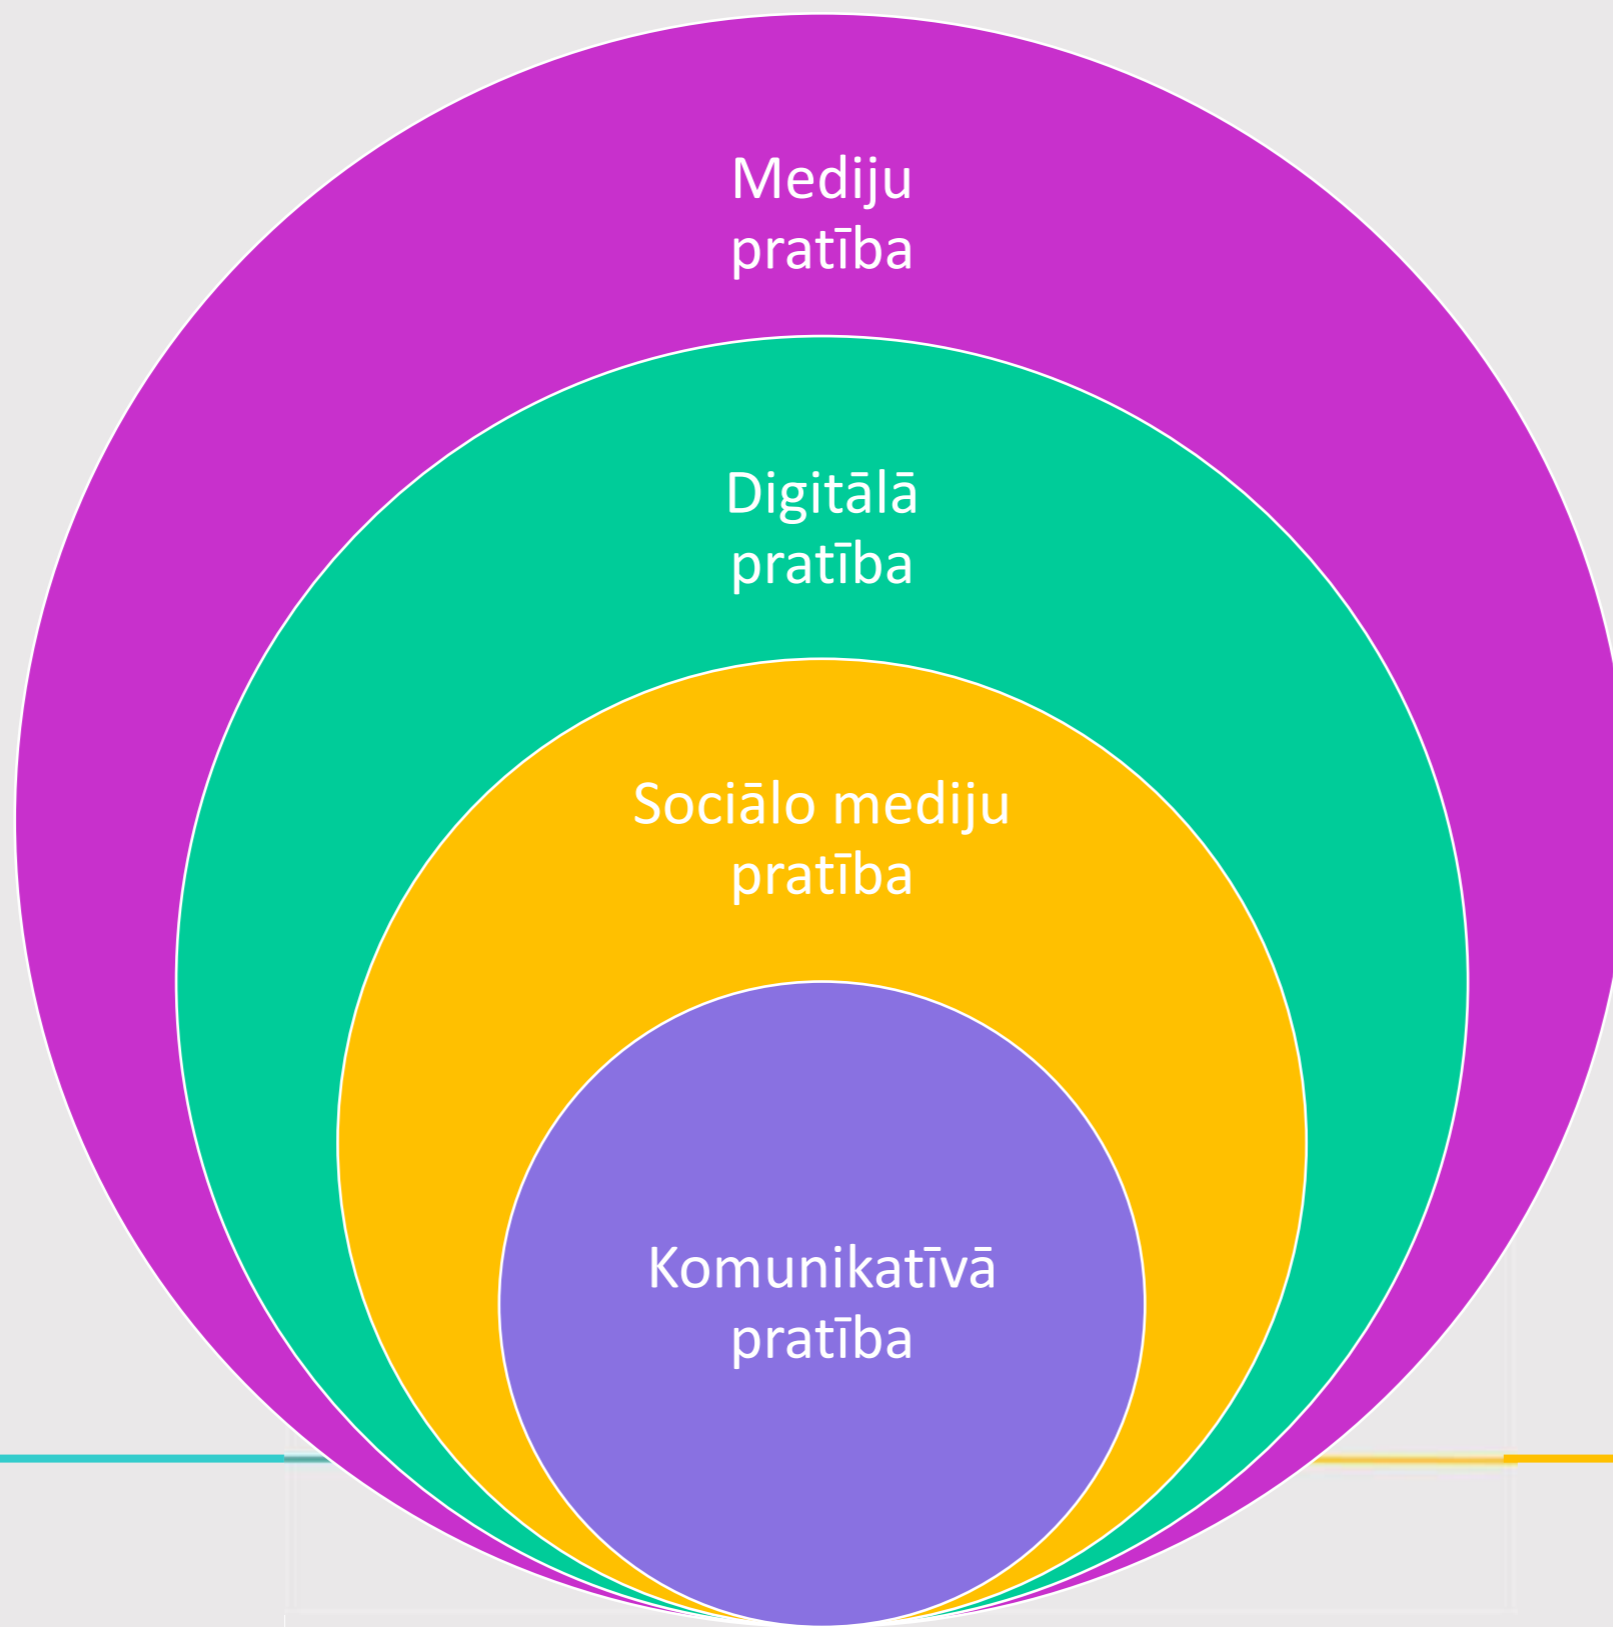 Mediju
pratība
Digitālā
pratība
Sociālo mediju
pratība
Komunikatīvā
pratība